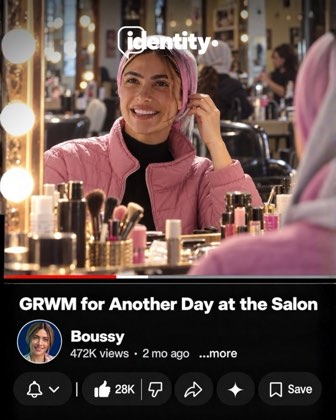 identity
GRWM for Another Day at the Salon
Boussy
472K views · 2 mo ago ...more
28K
Save